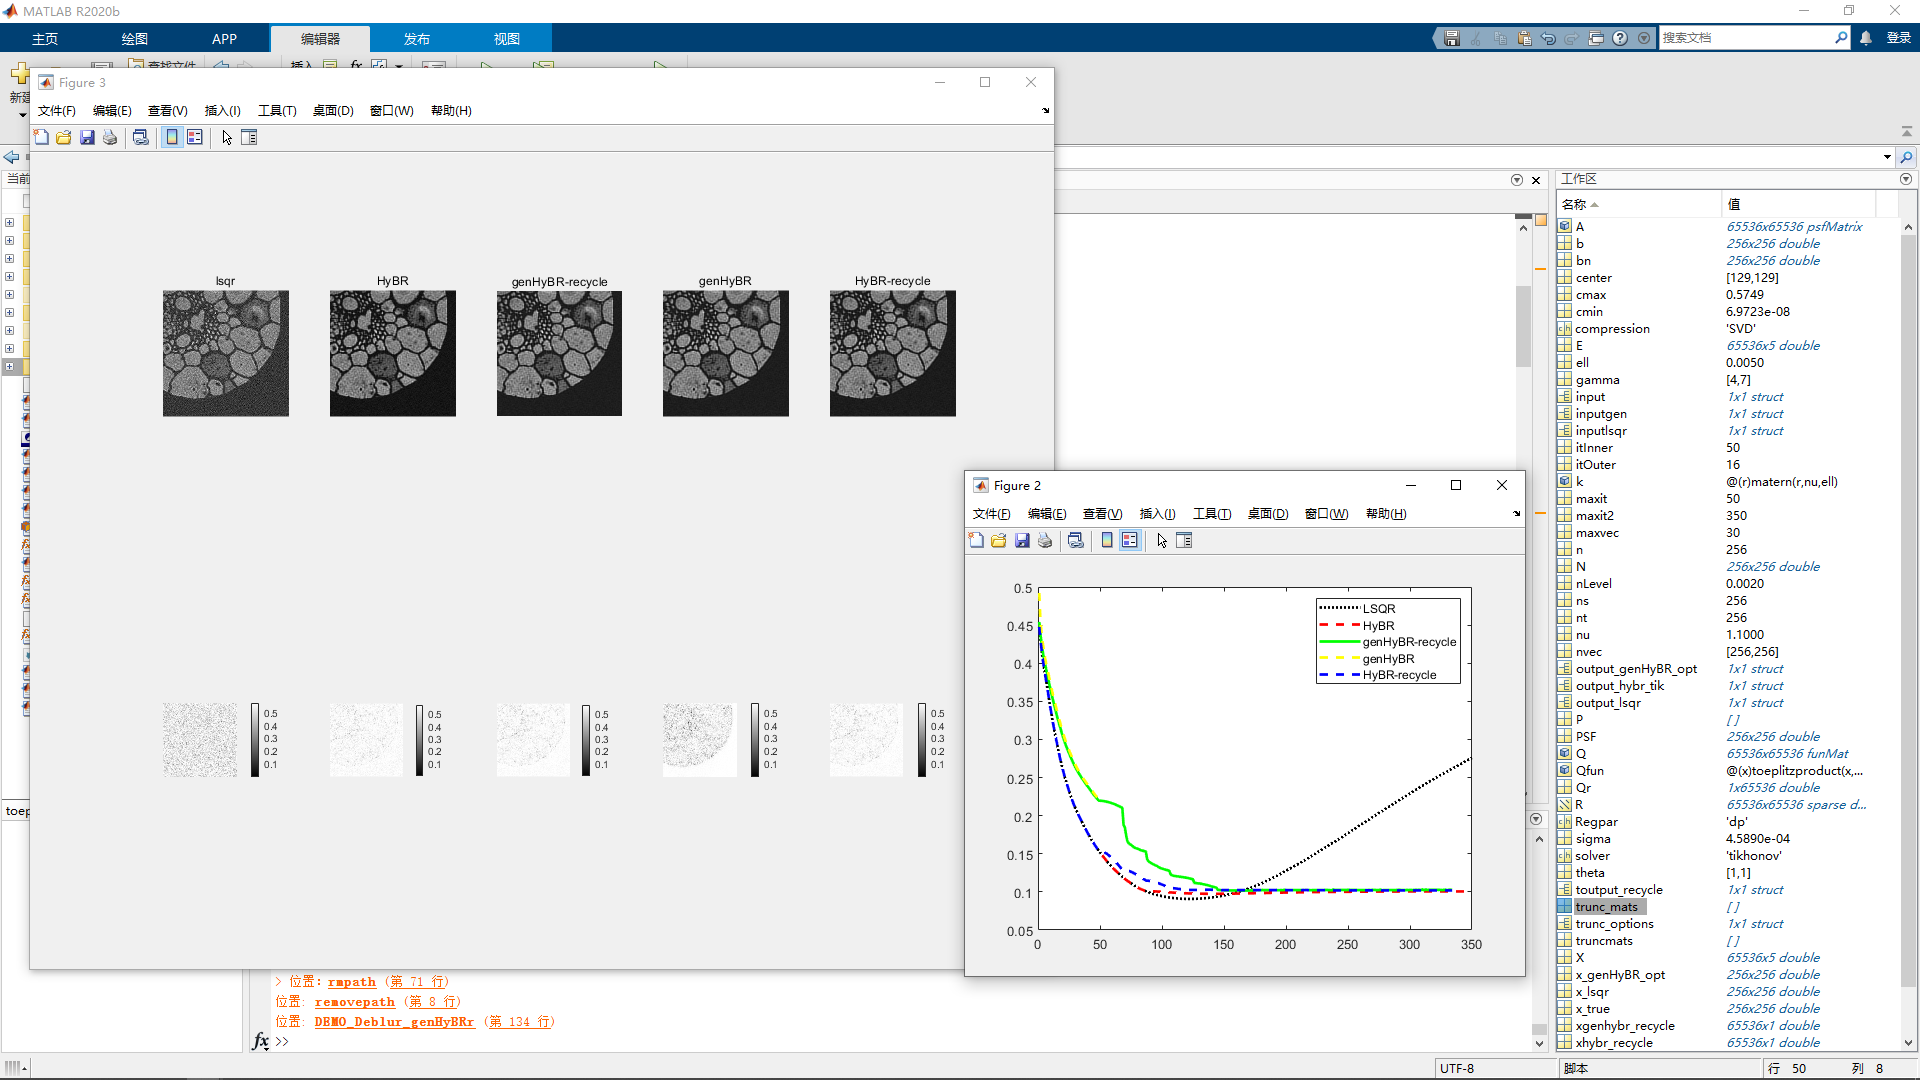 MATLAB R2020b
主页 绘图 APP 编辑器 发布 视图
搜索文档 登录
新建 查找文件 插入 fx
Figure 3
文件(F) 编辑(E) 查看(V) 插入(I) 工具(T) 桌面(D) 窗口(W) 帮助(H)
当前
lsqr HyBR genHyBR-recycle genHyBR HyBR-recycle
0.5 0.5 0.5 0.5 0.5
0.4 0.4 0.4 0.4 0.4
0.3 0.3 0.3 0.3 0.3
0.2 0.2 0.2 0.2 0.2
0.1 0.1 0.1 0.1 0.1
Figure 2
文件(F) 编辑(E) 查看(V) 插入(I) 工具(T) 桌面(D) 窗口(W) 帮助(H)
0.5
0.45
0.4
0.35
0.3
0.25
0.2
0.15
0.1
0.05
0 50 100 150 200 250 300 350
LSQR
HyBR
genHyBR-recycle
genHyBR
HyBR-recycle
> 位置: rmpath (第 71 行)
位置: removepath (第 8 行)
位置: DEMO_Deblur_genHyBRr (第 134 行)
fx >>
工作区
名称 值
A 65536x65536 psfMatrix
b 256x256 double
bn 256x256 double
center [129,129]
cmax 0.5749
cmin 6.9723e-08
compression 'SVD'
E 65536x5 double
ell 0.0050
gamma [4,7]
input 1x1 struct
inputgen 1x1 struct
inputlsqr 1x1 struct
itInner 50
itOuter 16
k @(r)matern(r,nu,ell)
maxit 50
maxit2 350
maxvec 30
n 256
N 256x256 double
nLevel 0.0020
ns 256
nt 256
nu 1.1000
nvec [256,256]
output_genHyBR_opt 1x1 struct
output_hybr_tik 1x1 struct
output_lsqr 1x1 struct
P [ ]
PSF 256x256 double
Q 65536x65536 funMat
Qfun @(x)toeplitzproduct(x,...
Qr 1x65536 double
R 65536x65536 sparse d...
Regpar 'dp'
sigma 4.5890e-04
solver 'tikhonov'
theta [1,1]
toutput_recycle 1x1 struct
trunc_mats [ ]
trunc_options 1x1 struct
truncmats [ ]
X 65536x5 double
x_genHyBR_opt 256x256 double
x_lsqr 256x256 double
x_true 256x256 double
xgenhybr_recycle 65536x1 double
xhybr_recycle 65536x1 double
toep
UTF-8 脚本 行 50 列 8